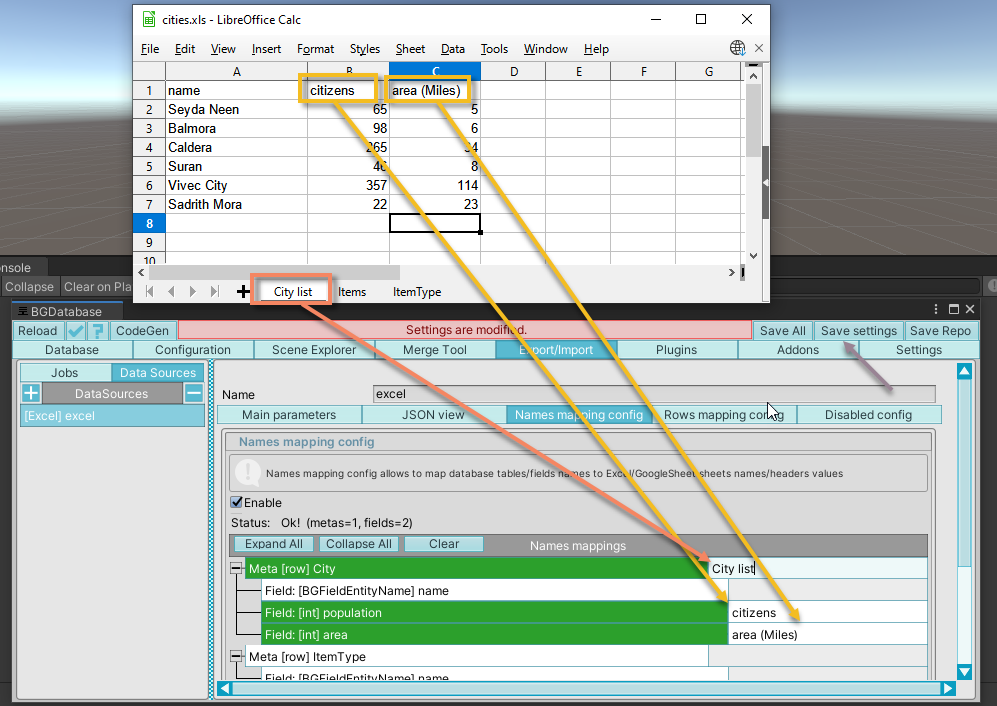 cities.xls - LibreOffice Calc
File Edit View Insert Format Styles Sheet Data Tools Window Help
A B C D E F G
1 name citizens area (Miles)
2 Seyda Neen 65 5
3 Balmora 98 6
4 Caldera 265 34
5 Suran 46 8
6 Vivec City 357 114
7 Sadrith Mora 22 23
8
9
10
City list Items ItemType
nsole
Collapse Clear on Pla
BGDatabase
Reload CodeGen Settings are modified. Save All Save settings Save Repo
Database Configuration Scene Explorer Merge Tool Export/Import Plugins Addons Settings
Jobs Data Sources
DataSources
[Excel] excel
Name excel
Main parameters JSON view Names mapping config Rows mapping config Disabled config
Names mapping config
Names mapping config allows to map database tables/fields names to Excel/GoogleSheet sheets names/headers values
Enable
Status: Ok! (metas=1, fields=2)
Expand All Collapse All Clear Names mappings
Meta [row] City City list
Field: [BGFieldEntityName] name
Field: [int] population citizens
Field: [int] area area (Miles)
Meta [row] ItemType
Field: [BGFieldEntityName] name